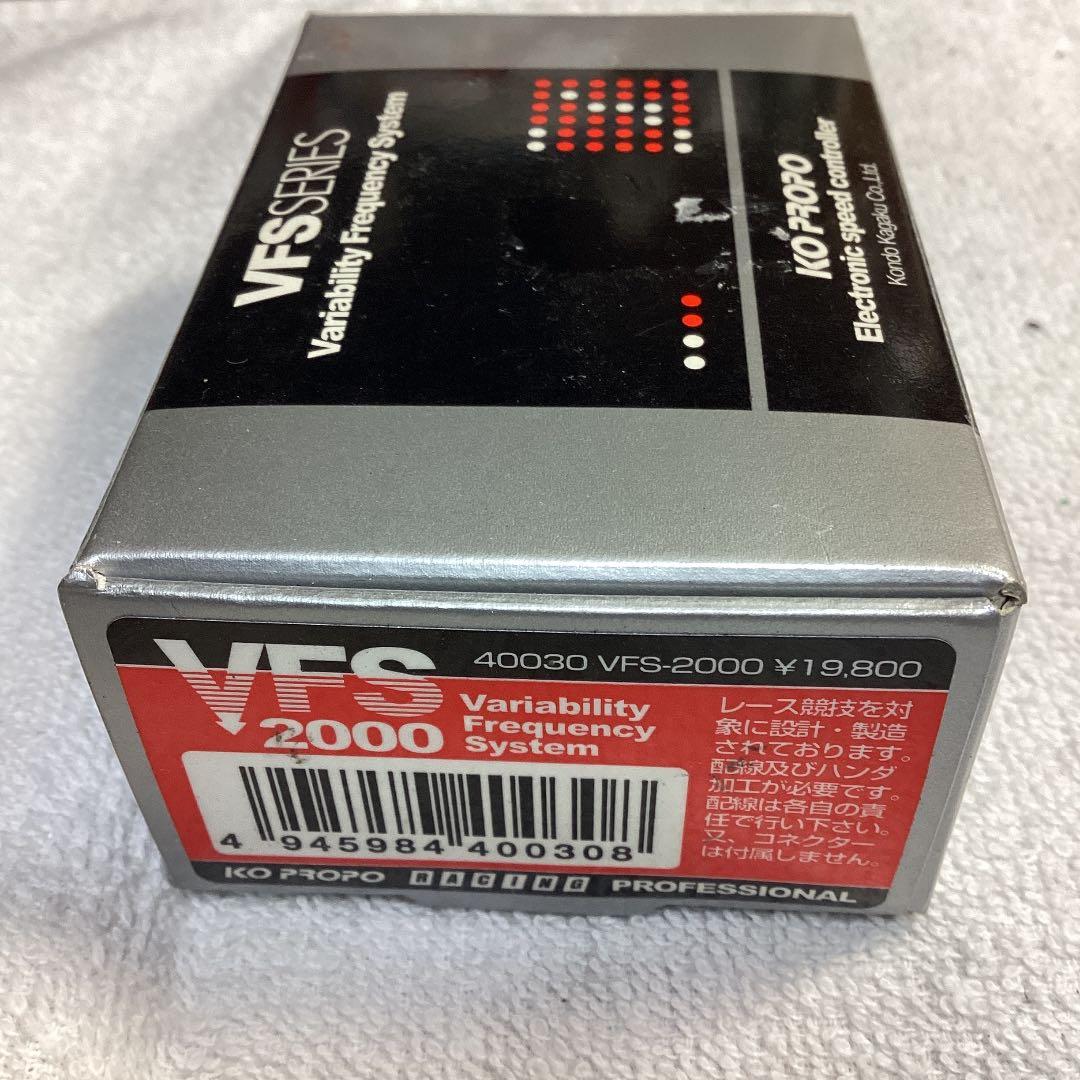 VFSSERIES
Variability Frequency System
KO PROPO
Electronic speed controller
Kondo Kagaku Co.,Ltd.
VFS
2000
40030 VFS-2000 ¥19,800
Variability
Frequency
System
レース競技を対
象に設計・製造
されております。
配線及びハンダ
加工が必要です。
配線は各自の責
任で行い下さい。
又、コネクター
は付属しません。
4 945984 400308
KO PROPO RACING PROFESSIONAL